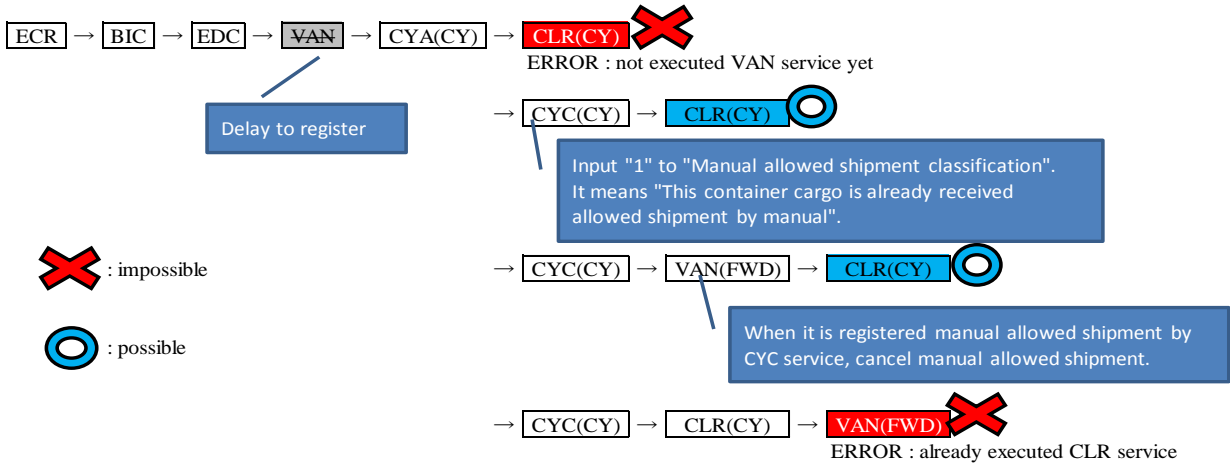 ECR → BIC → EDC → VAN → CYA(CY) → CLR(CY)
ERROR : not executed VAN service yet
Delay to register
→ CYC(CY) → CLR(CY)
Input "1" to "Manual allowed shipment classification".
It means "This container cargo is already received
allowed shipment by manual".
: impossible
→ CYC(CY) → VAN(FWD) → CLR(CY)
: possible
When it is registered manual allowed shipment by
CYC service, cancel manual allowed shipment.
→ CYC(CY) → CLR(CY) → VAN(FWD)
ERROR : already executed CLR service